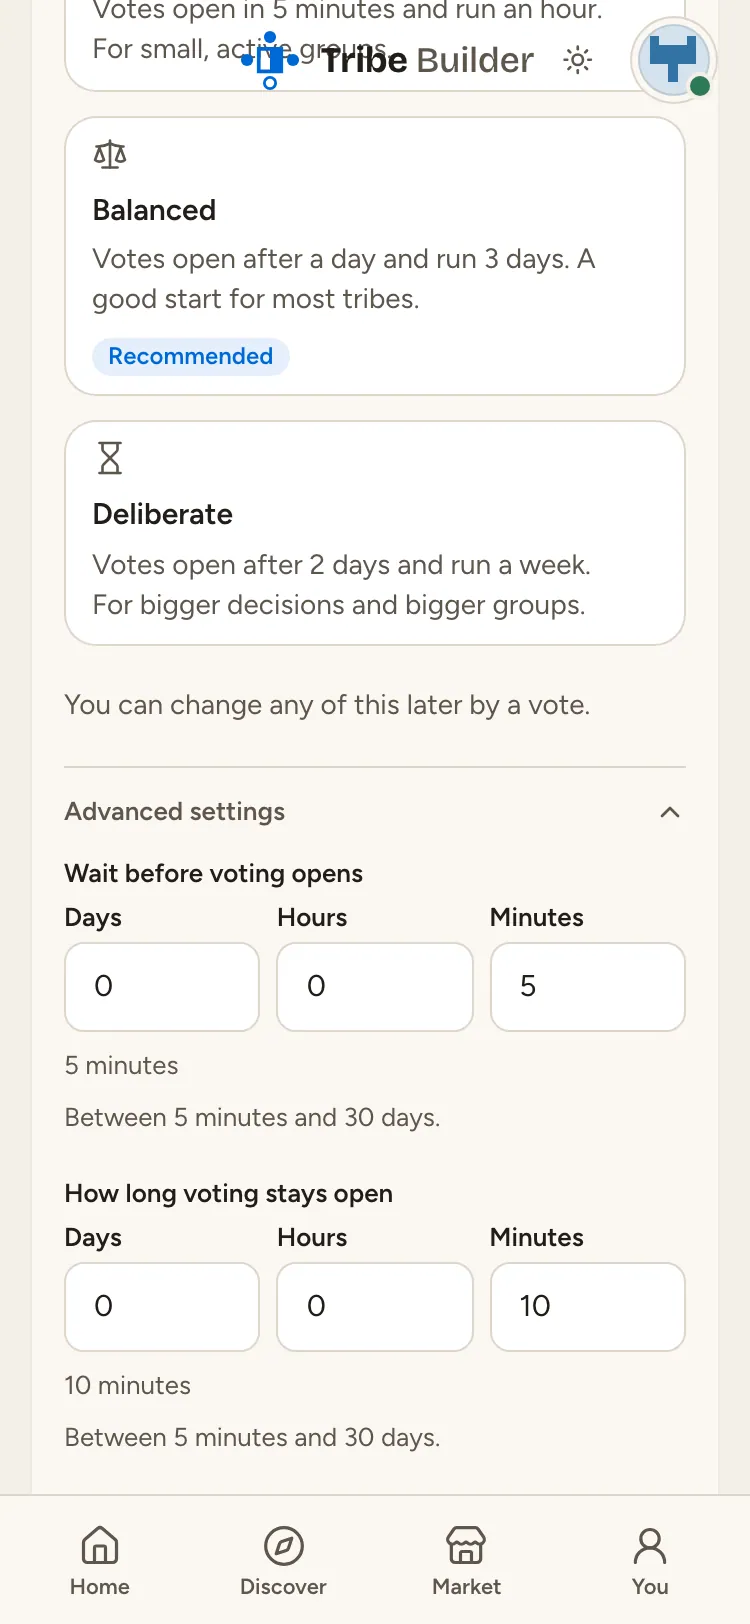 Votes open in 5 minutes and run an hour.
For small, active groups.
Tribe Builder
Balanced
Votes open after a day and run 3 days. A
good start for most tribes.
Recommended
Deliberate
Votes open after 2 days and run a week.
For bigger decisions and bigger groups.
You can change any of this later by a vote.
Advanced settings
Wait before voting opens
Days Hours Minutes
0 0 5
5 minutes
Between 5 minutes and 30 days.
How long voting stays open
Days Hours Minutes
0 0 10
10 minutes
Between 5 minutes and 30 days.
Home Discover Market You